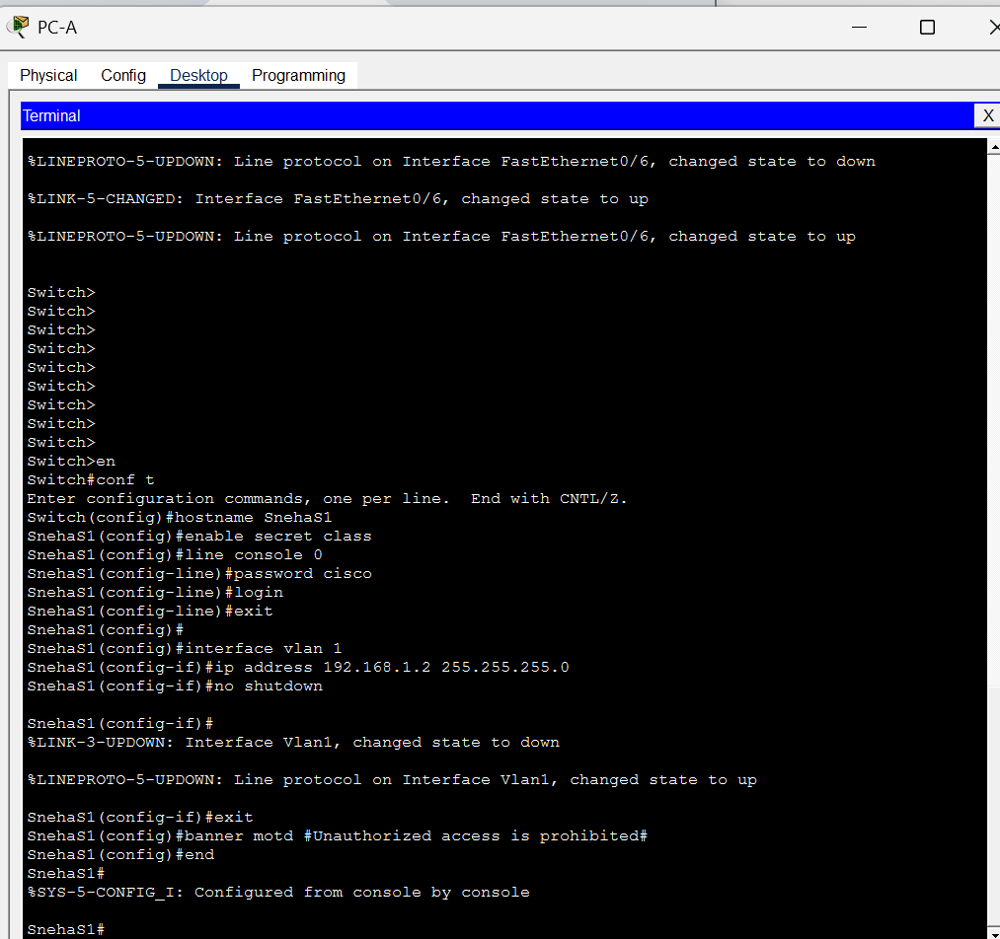 PC-A
Physical Config Desktop Programming
Terminal X
%LINEPROTO-5-UPDOWN: Line protocol on Interface FastEthernet0/6, changed state to down
%LINK-5-CHANGED: Interface FastEthernet0/6, changed state to up
%LINEPROTO-5-UPDOWN: Line protocol on Interface FastEthernet0/6, changed state to up
Switch>
Switch>
Switch>
Switch>
Switch>
Switch>
Switch>
Switch>
Switch>
Switch>en
Switch#conf t
Enter configuration commands, one per line.  End with CNTL/Z.
Switch(config)#hostname SnehaS1
SnehaS1(config)#enable secret class
SnehaS1(config)#line console 0
SnehaS1(config-line)#password cisco
SnehaS1(config-line)#login
SnehaS1(config-line)#exit
SnehaS1(config)#
SnehaS1(config)#interface vlan 1
SnehaS1(config-if)#ip address 192.168.1.2 255.255.255.0
SnehaS1(config-if)#no shutdown
SnehaS1(config-if)#
%LINK-3-UPDOWN: Interface Vlan1, changed state to down
%LINEPROTO-5-UPDOWN: Line protocol on Interface Vlan1, changed state to up
SnehaS1(config-if)#exit
SnehaS1(config)#banner motd #Unauthorized access is prohibited#
SnehaS1(config)#end
SnehaS1#
%SYS-5-CONFIG_I: Configured from console by console
SnehaS1#